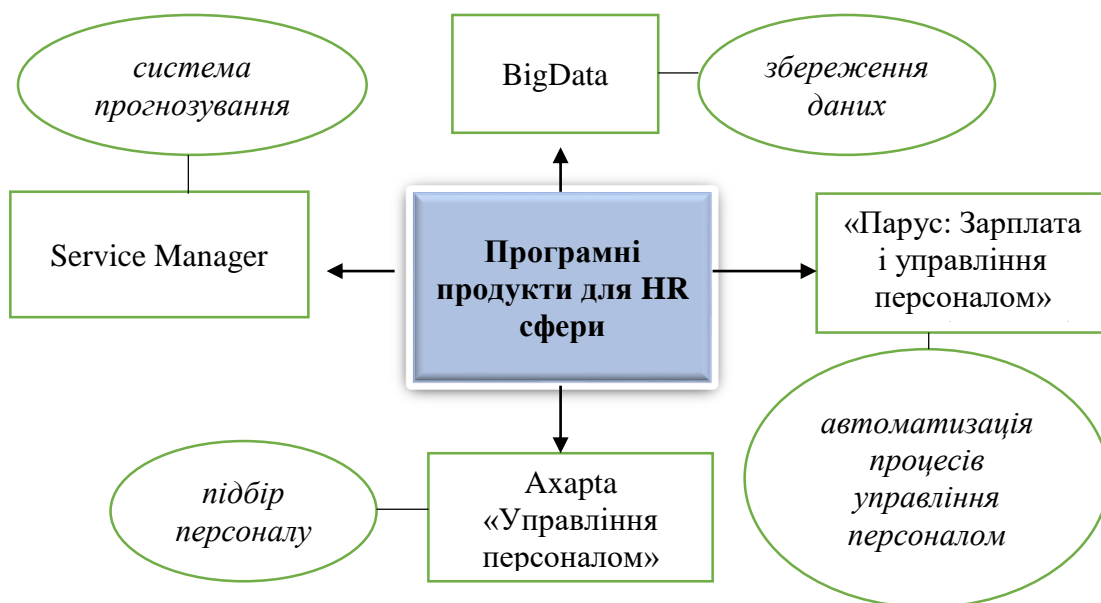 система
прогнозування
BigData
збереження
даних
Service Manager
Програмні
продукти для HR
сфери
«Парус: Зарплата
і управління
персоналом»
підбір
персоналу
Axapta
«Управління
персоналом»
автоматизація
процесів
управління
персоналом